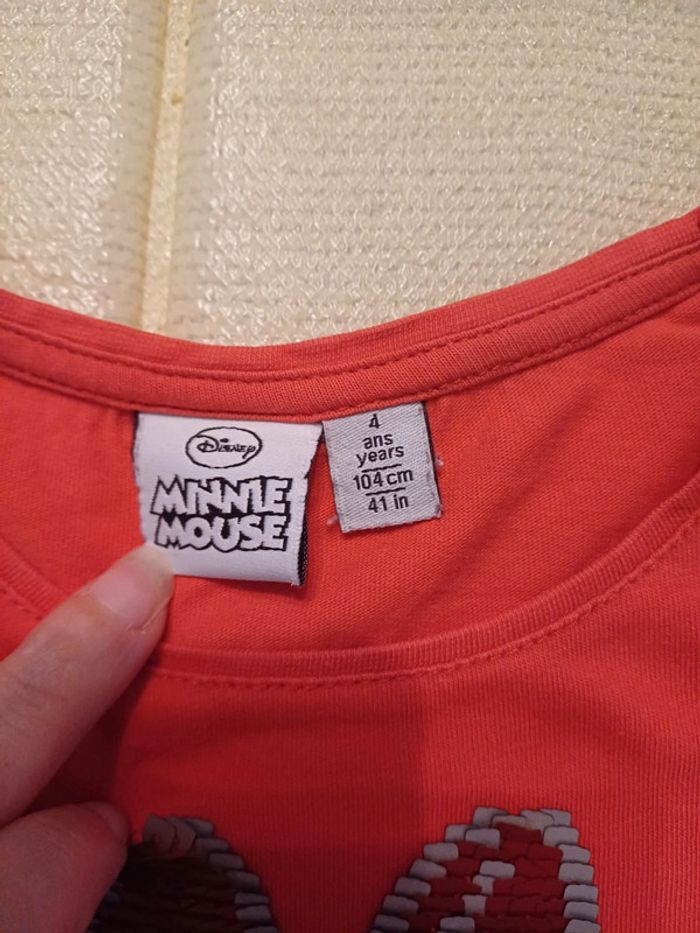 Disney
MINNIE
MOUSE
4
ans
years
104 cm
41 in